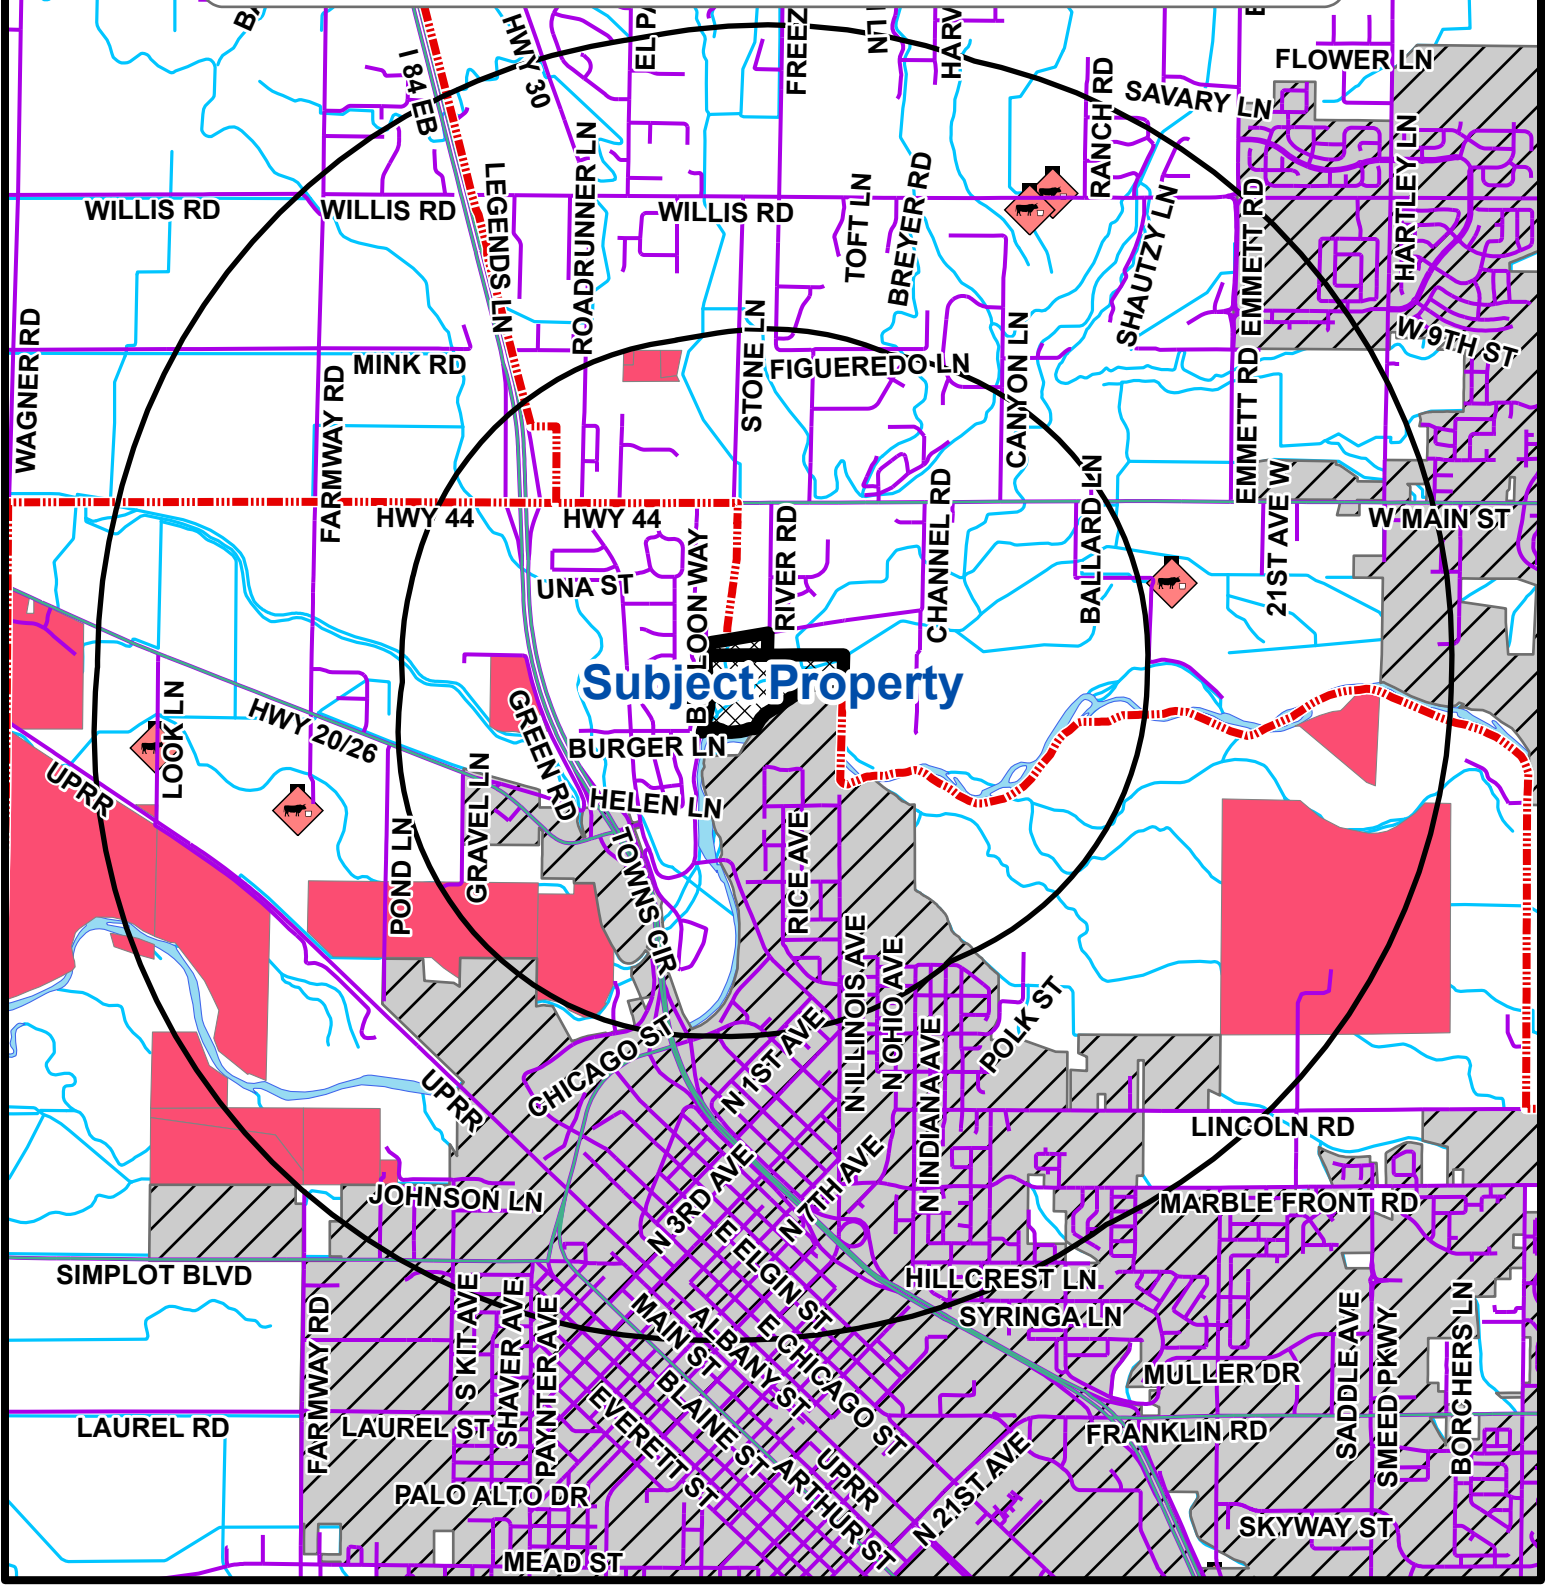 HWY 30
FLOWER LN
I 84 EB
SAVARY LN
RANCH RD
HARTLEY LN
ROADRUNNER LN
LEGENDS LN
WILLIS RD
WILLIS RD
WILLIS RD
TOFT LN
BREYER RD
SHAUTZY LN
EMMETT RD
WAGNER RD
MINK RD
STONE LN
FIGUEREDO LN
CANYON LN
EMMETT RD
W 9TH ST
FARMWAY RD
HWY 44
HWY 44
W MAIN ST
RIVER RD
CHANNEL RD
BALLARD LN
21ST AVE W
UNA ST
Subject Property
LOOK LN
HWY 20/26
GREEN RD
BURGER LN
UPRR
GRAVEL LN
HELEN LN
POND LN
TOWNS CIR
RICE AVE
N ILLINOIS AVE
N OHIO AVE
N INDIANA AVE
POLK ST
CHICAGO ST
N 1ST AVE
UPRR
LINCOLN RD
JOHNSON LN
N 3RD AVE
N 7TH AVE
MARBLE FRONT RD
E ELGIN ST
SIMPLOT BLVD
HILLCREST LN
SYRINGA LN
FARMWAY RD
S KIT AVE
SHAVER AVE
PAYNTER AVE
MAIN ST
ALBANY ST
E CHICAGO ST
MULLER DR
SADDLE AVE
SMEED PKWY
BORCHERS LN
LAUREL RD
LAUREL ST
BLAINE ST
EVERETT ST
FRANKLIN RD
ARTHUR ST
UPRR
N 21ST AVE
PALO ALTO DR
SKYWAY ST
MEAD ST